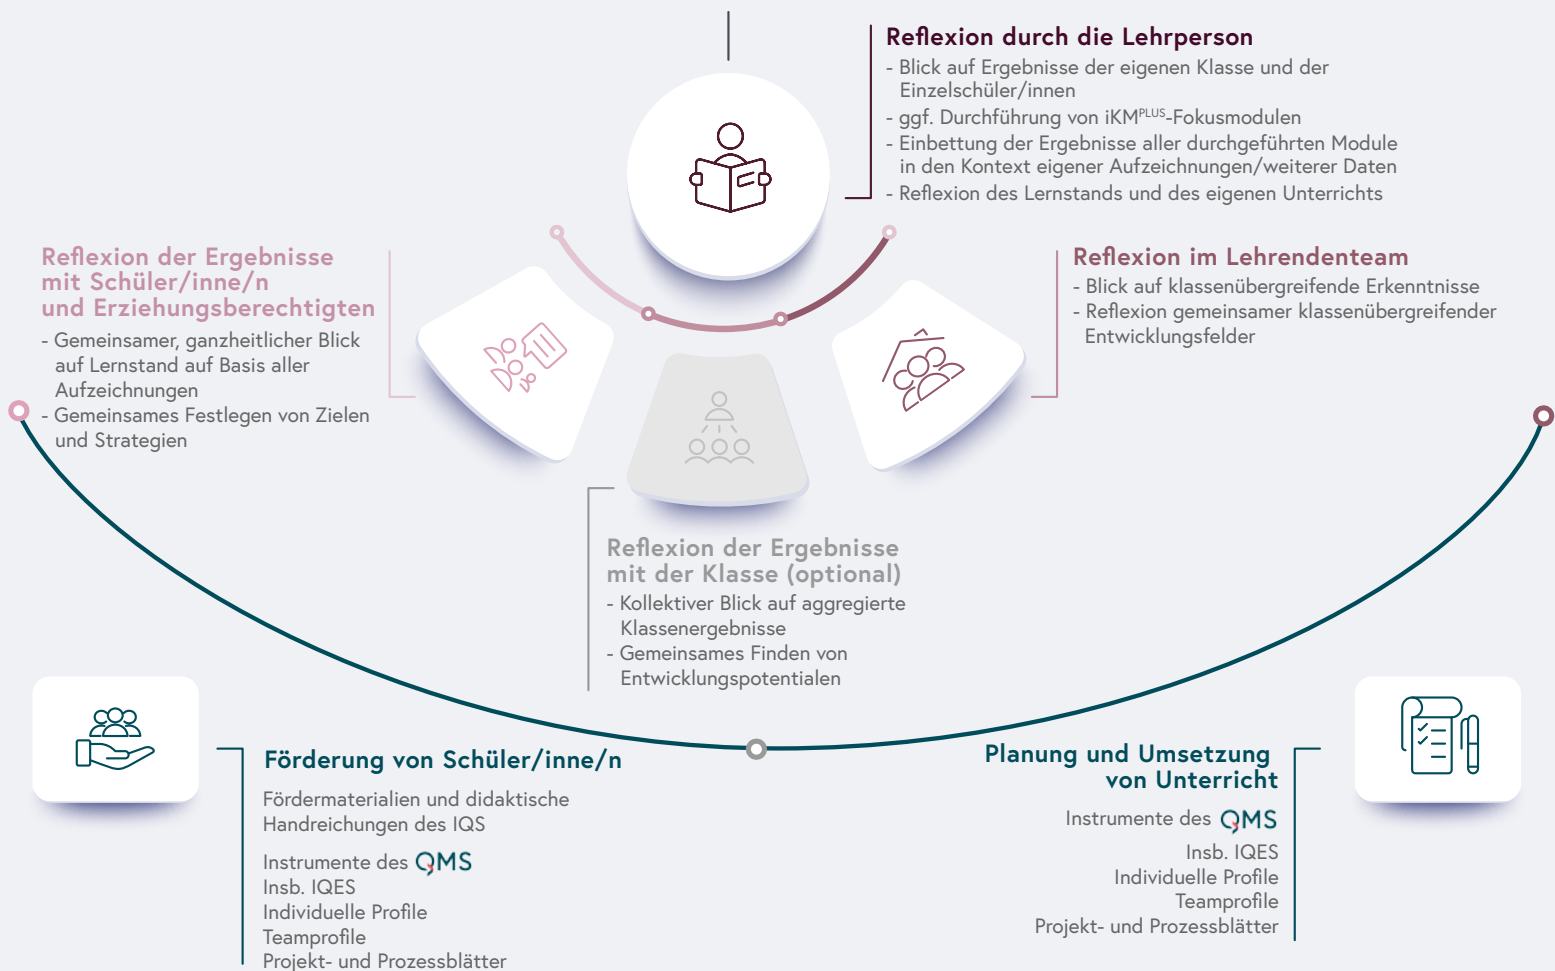 Reflexion durch die Lehrperson
- Blick auf Ergebnisse der eigenen Klasse und der
Einzelschüler/innen
- ggf. Durchführung von iKMPLUS-Fokusmodulen
- Einbettung der Ergebnisse aller durchgeführten Module
in den Kontext eigener Aufzeichnungen/weiterer Daten
- Reflexion des Lernstands und des eigenen Unterrichts
Reflexion der Ergebnisse
mit Schüler/inne/n
und Erziehungsberechtigten
- Gemeinsamer, ganzheitlicher Blick
auf Lernstand auf Basis aller
Aufzeichnungen
- Gemeinsames Festlegen von Zielen
und Strategien
Reflexion im Lehrendenteam
- Blick auf klassenübergreifende Erkenntnisse
- Reflexion gemeinsamer klassenübergreifender
Entwicklungsfelder
Reflexion der Ergebnisse
mit der Klasse (optional)
- Kollektiver Blick auf aggregierte
Klassenergebnisse
- Gemeinsames Finden von
Entwicklungspotentialen
Förderung von Schüler/inne/n
Fördermaterialien und didaktische
Handreichungen des IQS
Instrumente des QMS
Insb. IQES
Individuelle Profile
Teamprofile
Projekt- und Prozessblätter
Planung und Umsetzung
von Unterricht
Instrumente des QMS
Insb. IQES
Individuelle Profile
Teamprofile
Projekt- und Prozessblätter